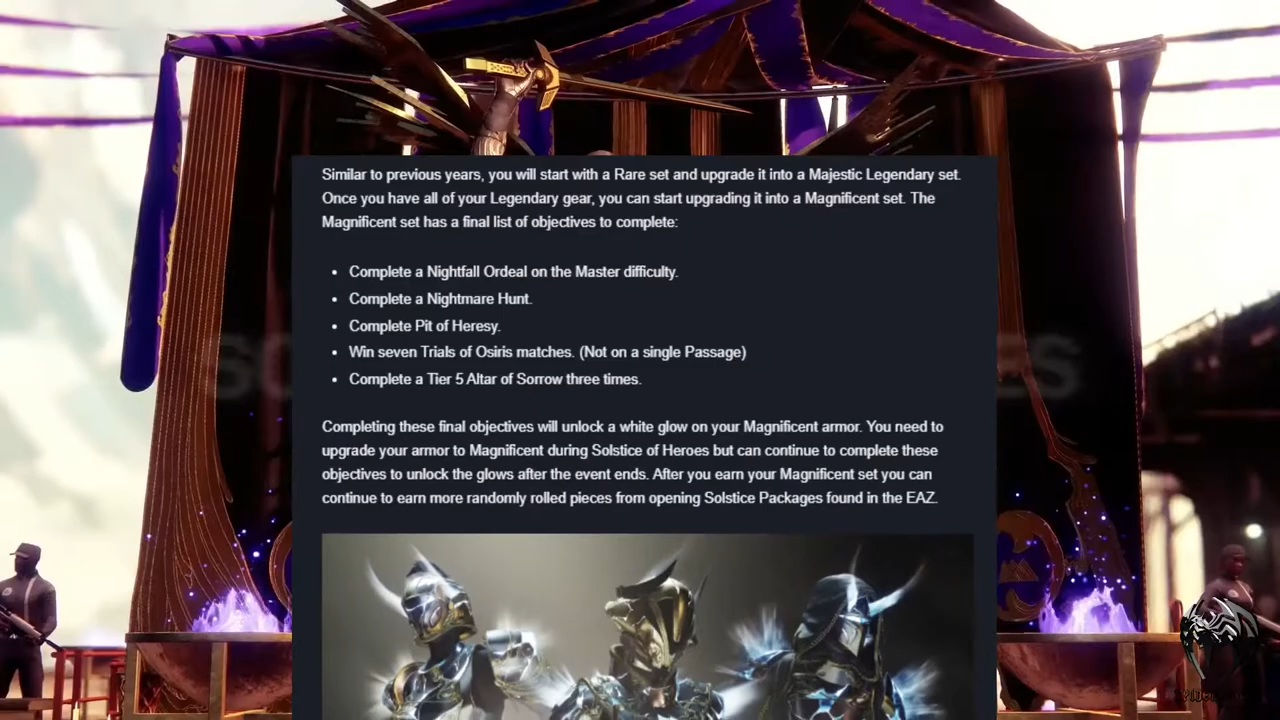 Similar to previous years, you will start with a Rare set and upgrade it into a Majestic Legendary set.
Once you have all of your Legendary gear, you can start upgrading it into a Magnificent set. The
Magnificent set has a final list of objectives to complete:
• Complete a Nightfall Ordeal on the Master difficulty.
• Complete a Nightmare Hunt.
• Complete Pit of Heresy.
• Win seven Trials of Osiris matches. (Not on a single Passage)
• Complete a Tier 5 Altar of Sorrow three times.
Completing these final objectives will unlock a white glow on your Magnificent armor. You need to
upgrade your armor to Magnificent during Solstice of Heroes but can continue to complete these
objectives to unlock the glows after the event ends. After you earn your Magnificent set you can
continue to earn more randomly rolled pieces from opening Solstice Packages found in the EAZ.